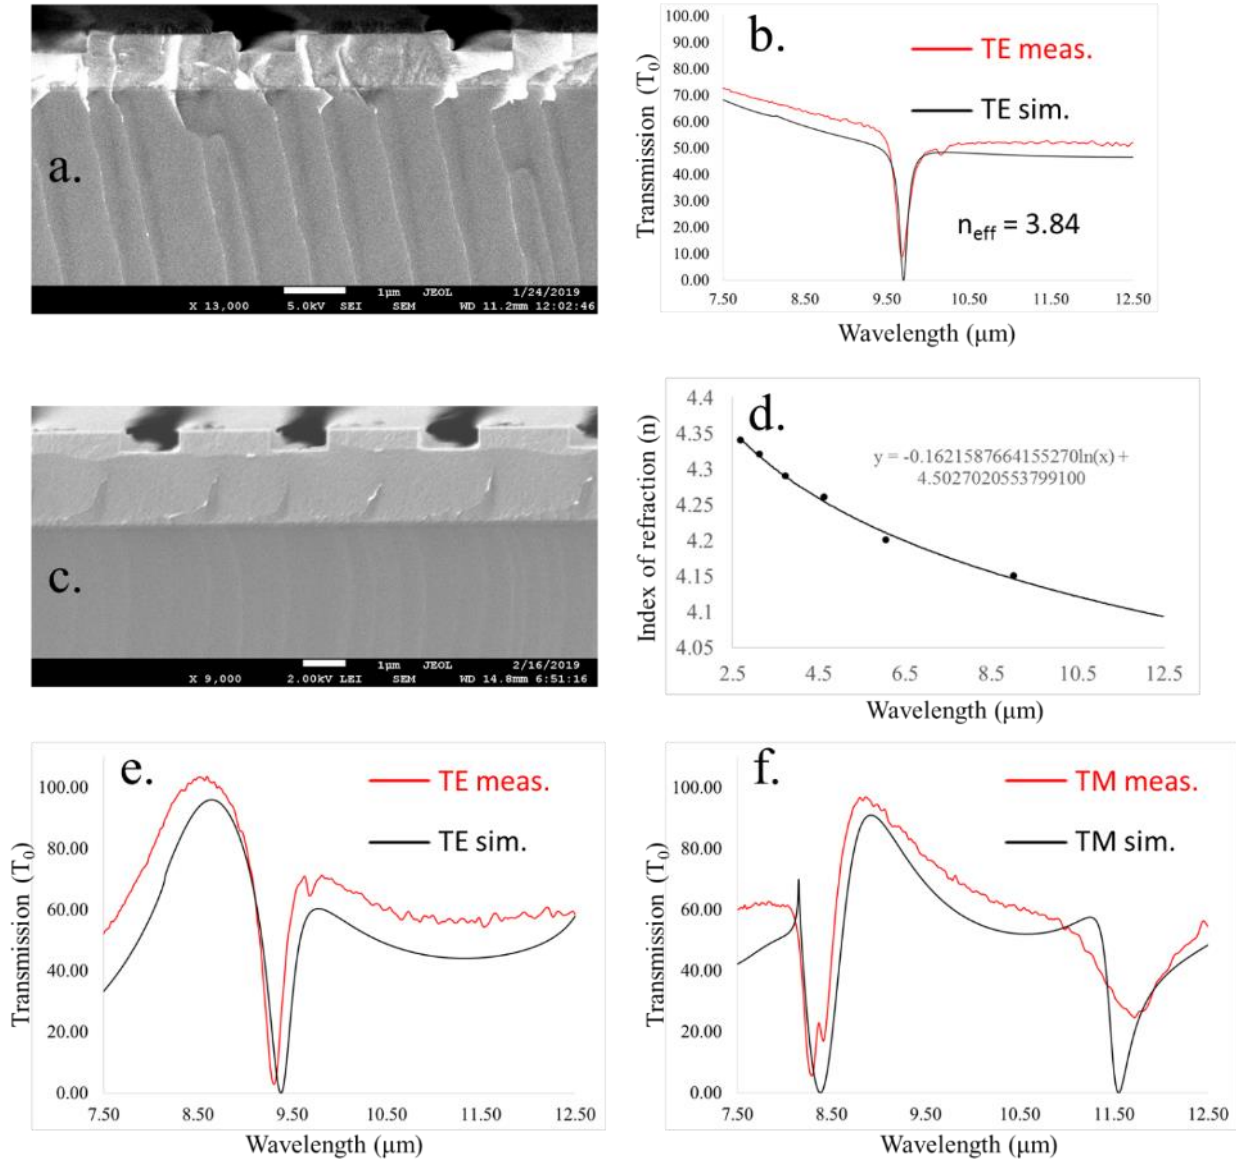 a.
X 13,000 5.0kV SEI 1µm JEOL SEM 1/24/2019 WD 11.2mm 12:02:46
b.
TE meas.
TE sim.
n_eff = 3.84
Transmission (T_0)
100.00
90.00
80.00
70.00
60.00
50.00
40.00
30.00
20.00
10.00
0.00
7.50 8.50 9.50 10.50 11.50 12.50
Wavelength (µm)
c.
X 9,000 2.00kV LEI 1µm JEOL SEM 2/16/2019 WD 14.8mm 6:51:16
d.
y = -0.1621587664155270ln(x) +
4.5027020553799100
Index of refraction (n)
4.4
4.35
4.3
4.25
4.2
4.15
4.1
4.05
2.5 4.5 6.5 8.5 10.5 12.5
Wavelength (µm)
e.
TE meas.
TE sim.
Transmission (T_0)
100.00
80.00
60.00
40.00
20.00
0.00
7.50 8.50 9.50 10.50 11.50 12.50
Wavelength (µm)
f.
TM meas.
TM sim.
Transmission (T_0)
100.00
80.00
60.00
40.00
20.00
0.00
7.50 8.50 9.50 10.50 11.50 12.50
Wavelength (µm)